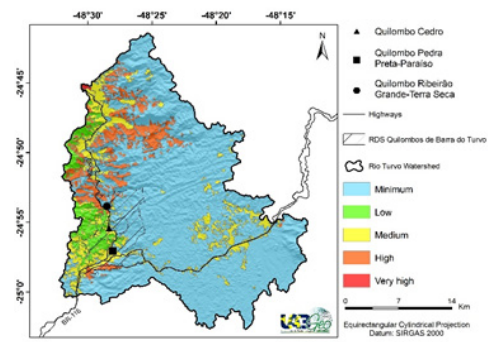 -48°30' -48°25' -48°20' -48°15'
-24°45'
-24°50'
-24°55'
-25°0'
BR-116
N
Quilombo Cedro
Quilombo Pedra
Preta-Paraíso
Quilombo Ribeirão
Grande-Terra Seca
Highways
RDS Quilombos de Barra do Turvo
Rio Turvo Watershed
Minimum
Low
Medium
High
Very high
0 7 14
Km
Equirectangular Cylindrical Projection
Datum: SIRGAS 2000